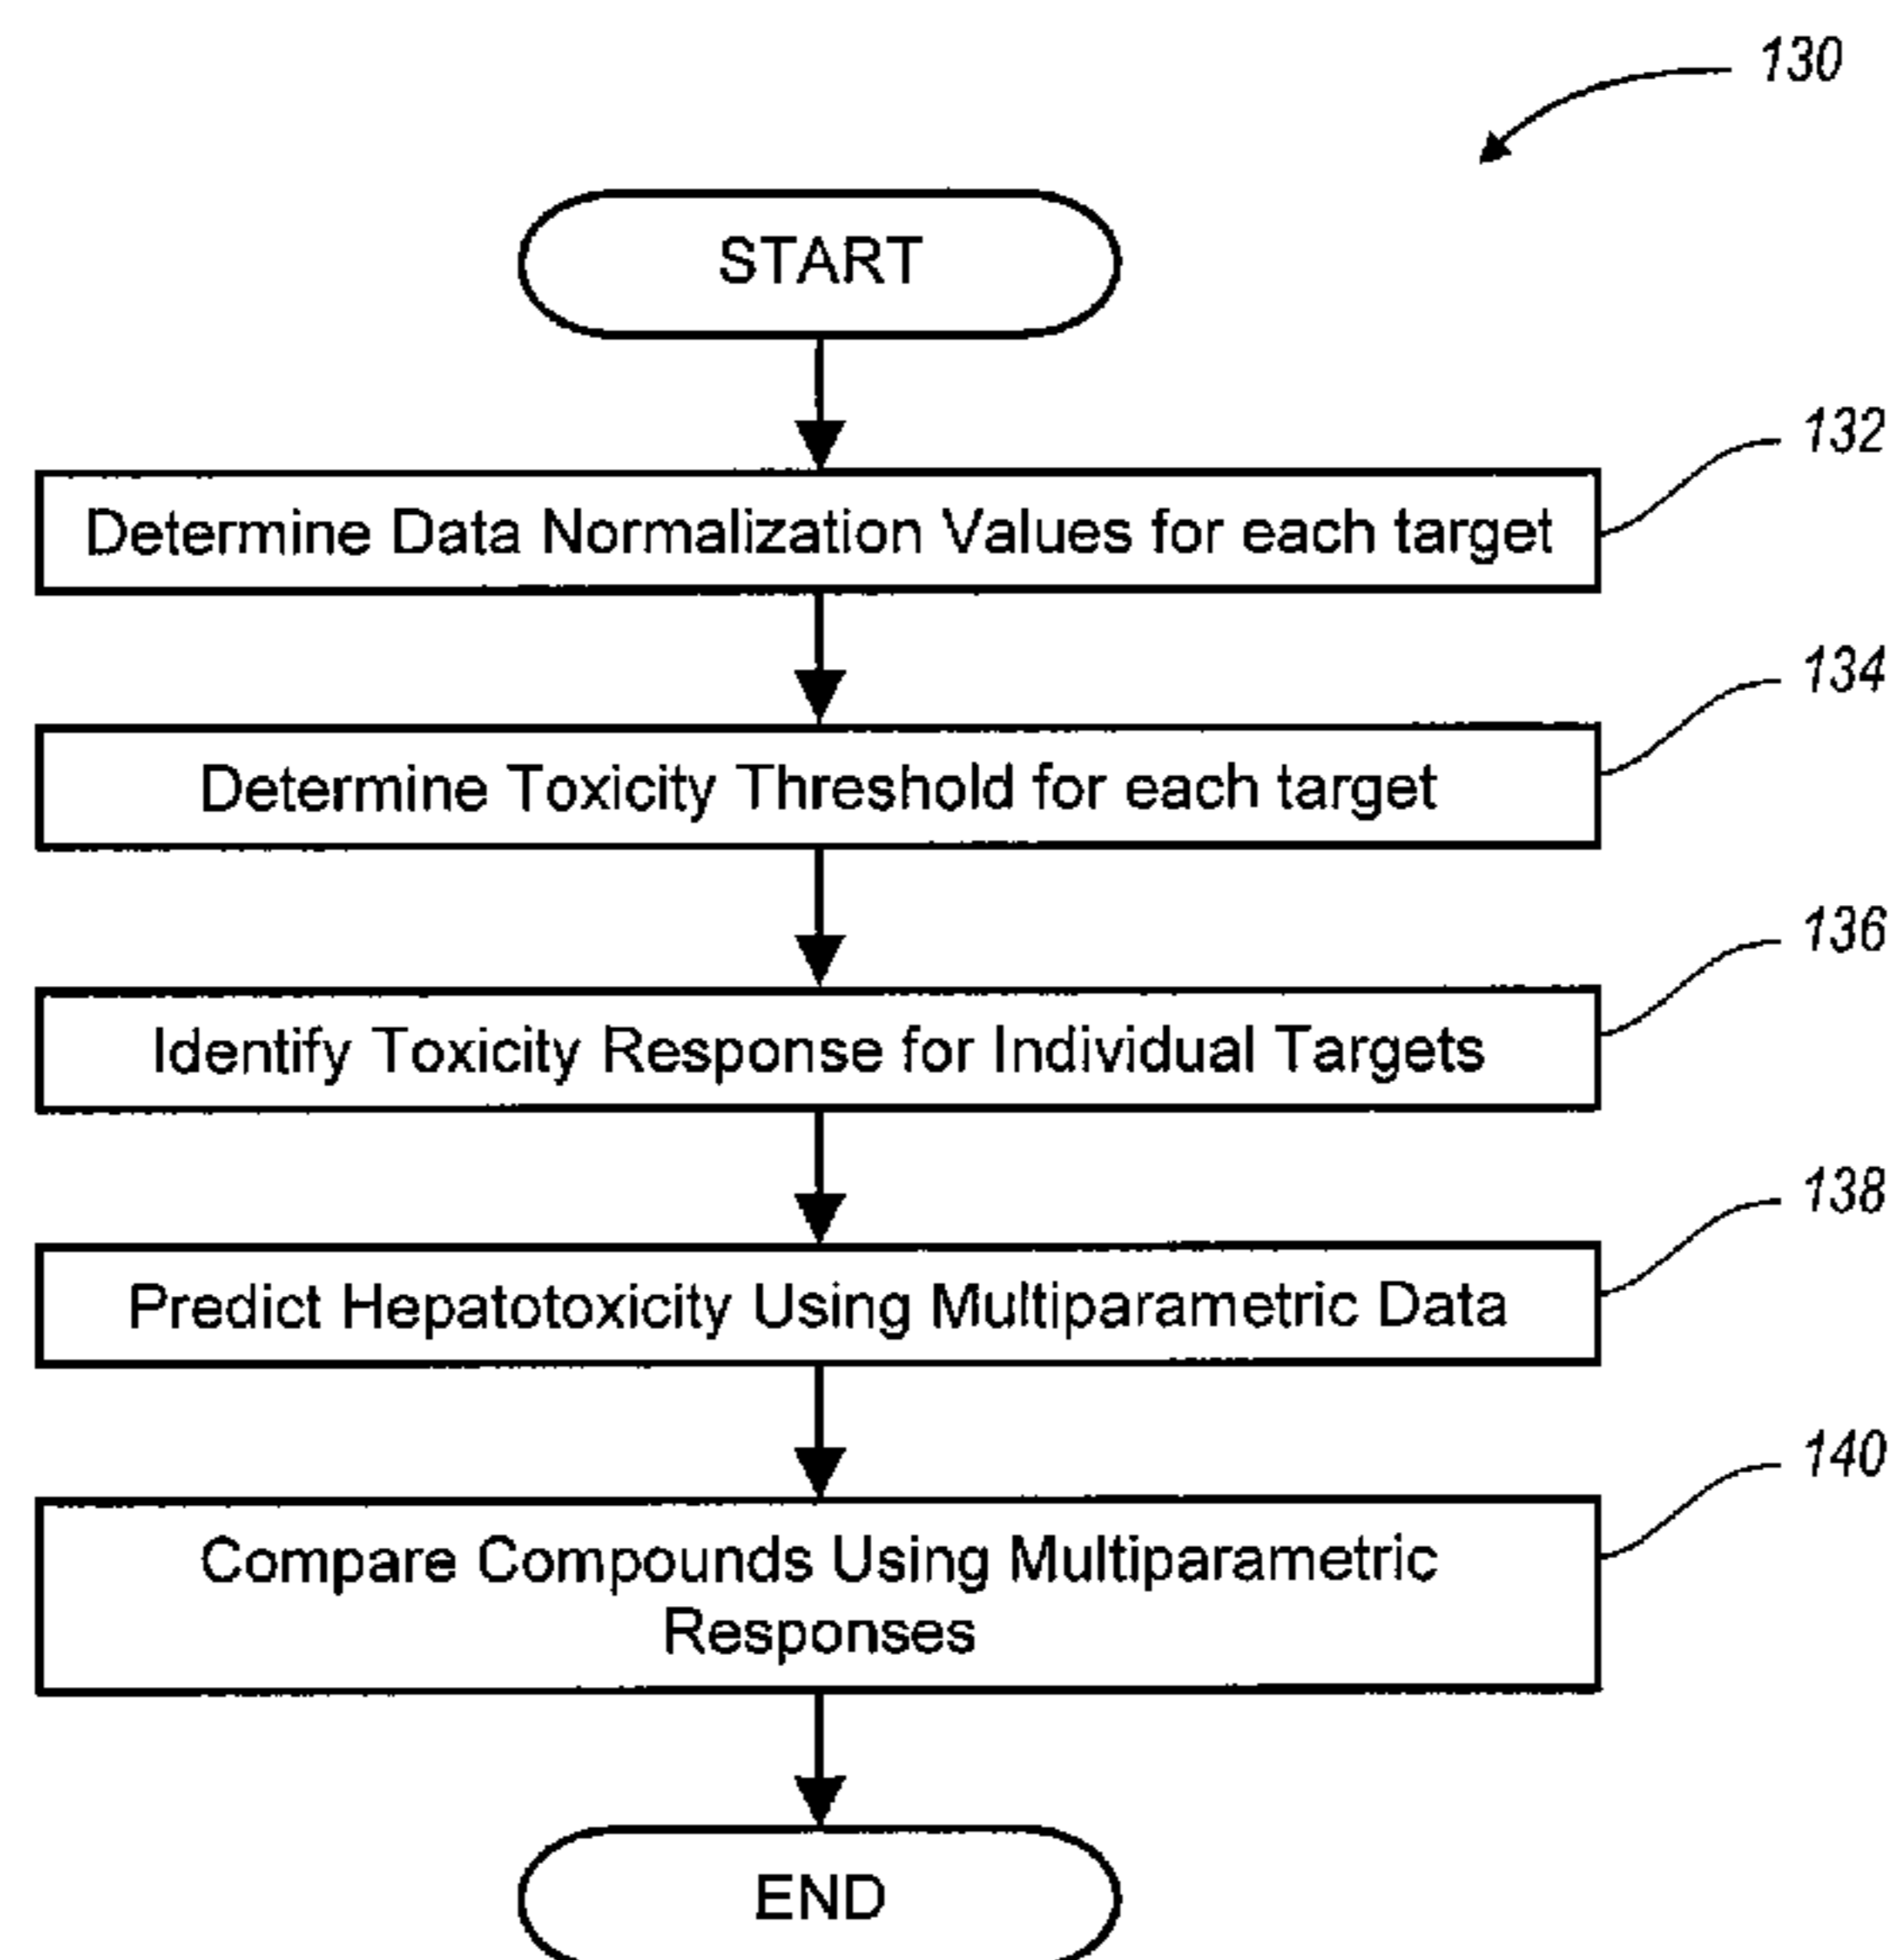 130
START
132
Determine Data Normalization Values for each target
134
Determine Toxicity Threshold for each target
136
Identify Toxicity Response for Individual Targets
138
Predict Hepatotoxicity Using Multiparametric Data
140
Compare Compounds Using Multiparametric
Responses
END